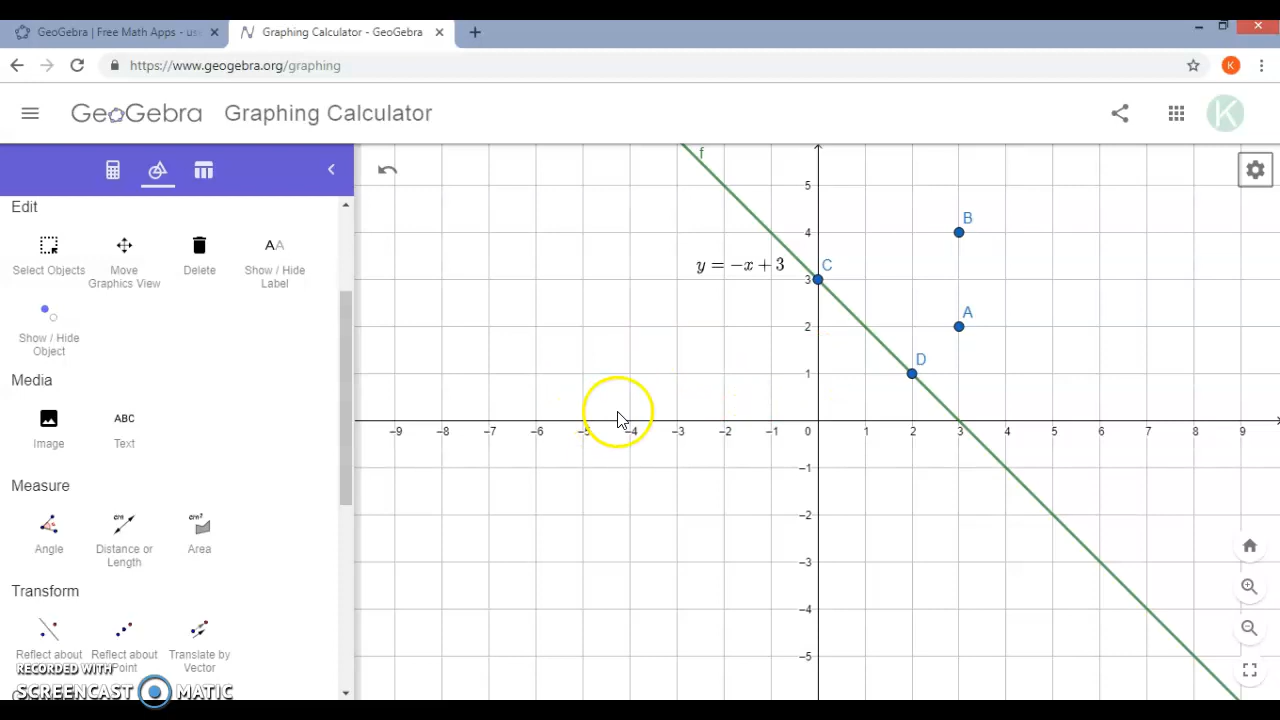 GeoGebra | Free Math Apps - us
Graphing Calculator - GeoGebra
https://www.geogebra.org/graphing
K
GeoGebra Graphing Calculator
K
Edit
Select Objects
Move Graphics View
Delete
AA
Show / Hide Label
Show / Hide Object
Media
Image
ABC
Text
Measure
Angle
cm
Distance or Length
cm²
Area
Transform
Reflect about
Reflect about Point
Translate by Vector
RECORDED WITH
SCREENCAST MATIC
f
y = −x + 3
B
C
A
D
5
4
3
2
1
−9 −8 −7 −6 −5 −4 −3 −2 −1 0 1 2 3 4 5 6 7 8 9
−1
−2
−3
−4
−5